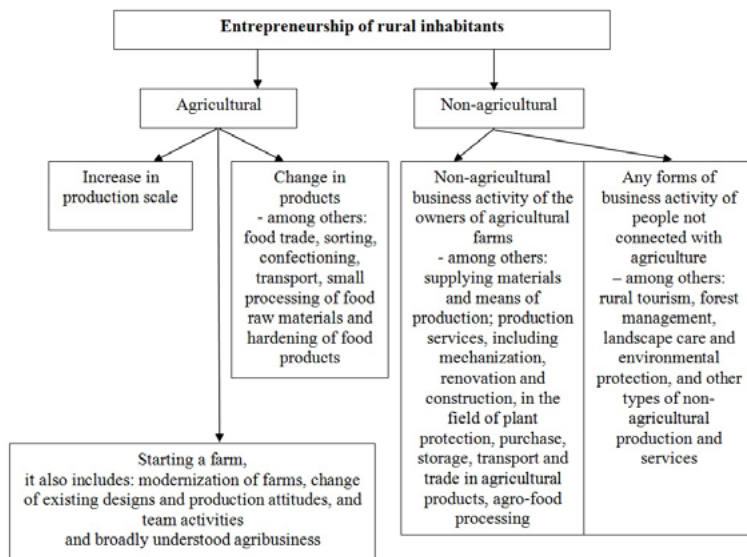 Entrepreneurship of rural inhabitants
Agricultural
Non-agricultural
Increase in
production scale
Change in
products
- among others:
food trade, sorting,
confectioning,
transport, small
processing of food
raw materials and
hardening of food
products
Non-agricultural
business activity of the
owners of agricultural
farms
- among others:
supplying materials
and means of
production; production
services, including
mechanization,
renovation and
construction, in the
field of plant
protection, purchase,
storage, transport and
trade in agricultural
products, agro-food
processing
Any forms of
business activity of
people not
connected with
agriculture
– among others:
rural tourism, forest
management,
landscape care and
environmental
protection, and other
types of non-
agricultural
production and
services
Starting a farm,
it also includes: modernization of farms, change
of existing designs and production attitudes, and
team activities
and broadly understood agribusiness